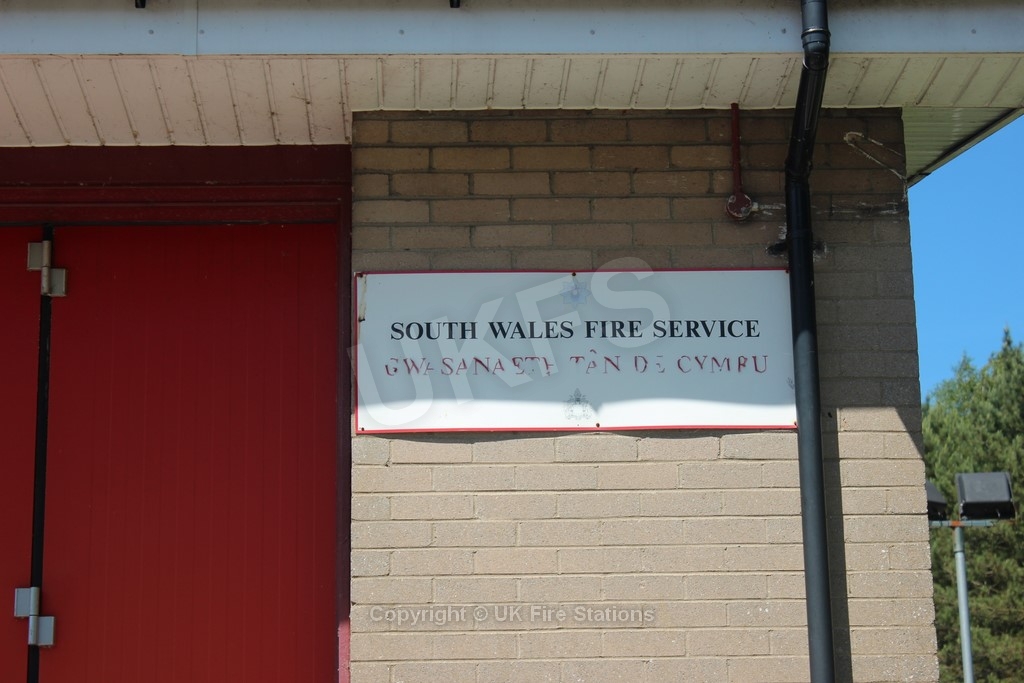 UKFS
SOUTH WALES FIRE SERVICE
GWASANAETH TÂN DE CYMRU
Copyright © UK Fire Stations